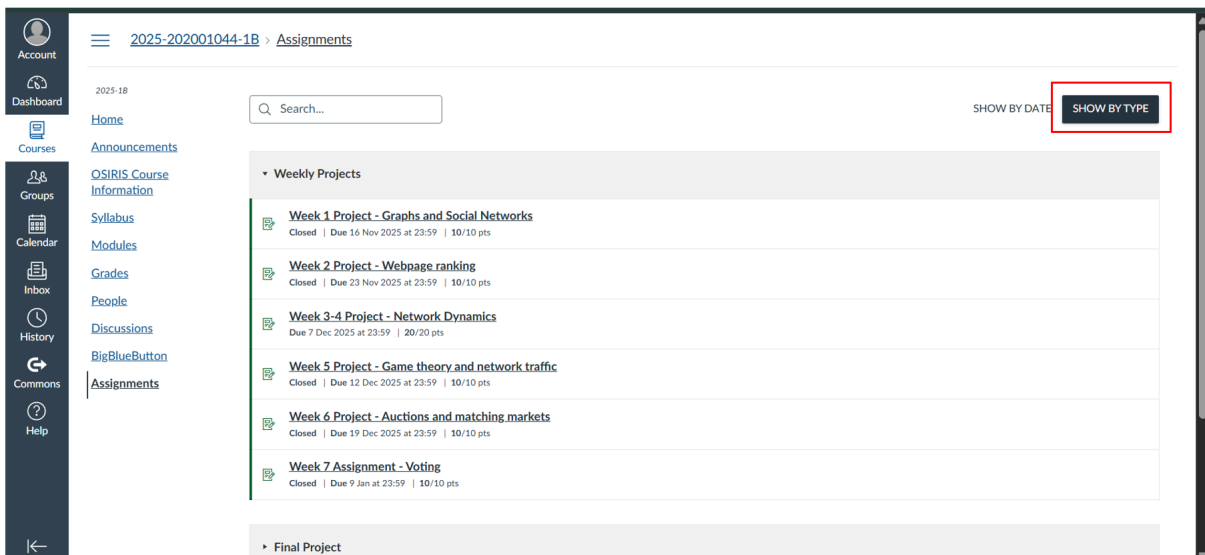 Account
Dashboard
Courses
Groups
Calendar
Inbox
History
Commons
Help
2025-202001044-1B > Assignments
2025-1B
Home
Announcements
OSIRIS Course
Information
Syllabus
Modules
Grades
People
Discussions
BigBlueButton
Assignments
Search...
SHOW BY DATE
SHOW BY TYPE
Weekly Projects
Week 1 Project - Graphs and Social Networks
Closed | Due 16 Nov 2025 at 23:59 | 10/10 pts
Week 2 Project - Webpage ranking
Closed | Due 23 Nov 2025 at 23:59 | 10/10 pts
Week 3-4 Project - Network Dynamics
Due 7 Dec 2025 at 23:59 | 20/20 pts
Week 5 Project - Game theory and network traffic
Closed | Due 12 Dec 2025 at 23:59 | 10/10 pts
Week 6 Project - Auctions and matching markets
Closed | Due 19 Dec 2025 at 23:59 | 10/10 pts
Week 7 Assignment - Voting
Closed | Due 9 Jan at 23:59 | 10/10 pts
Final Project